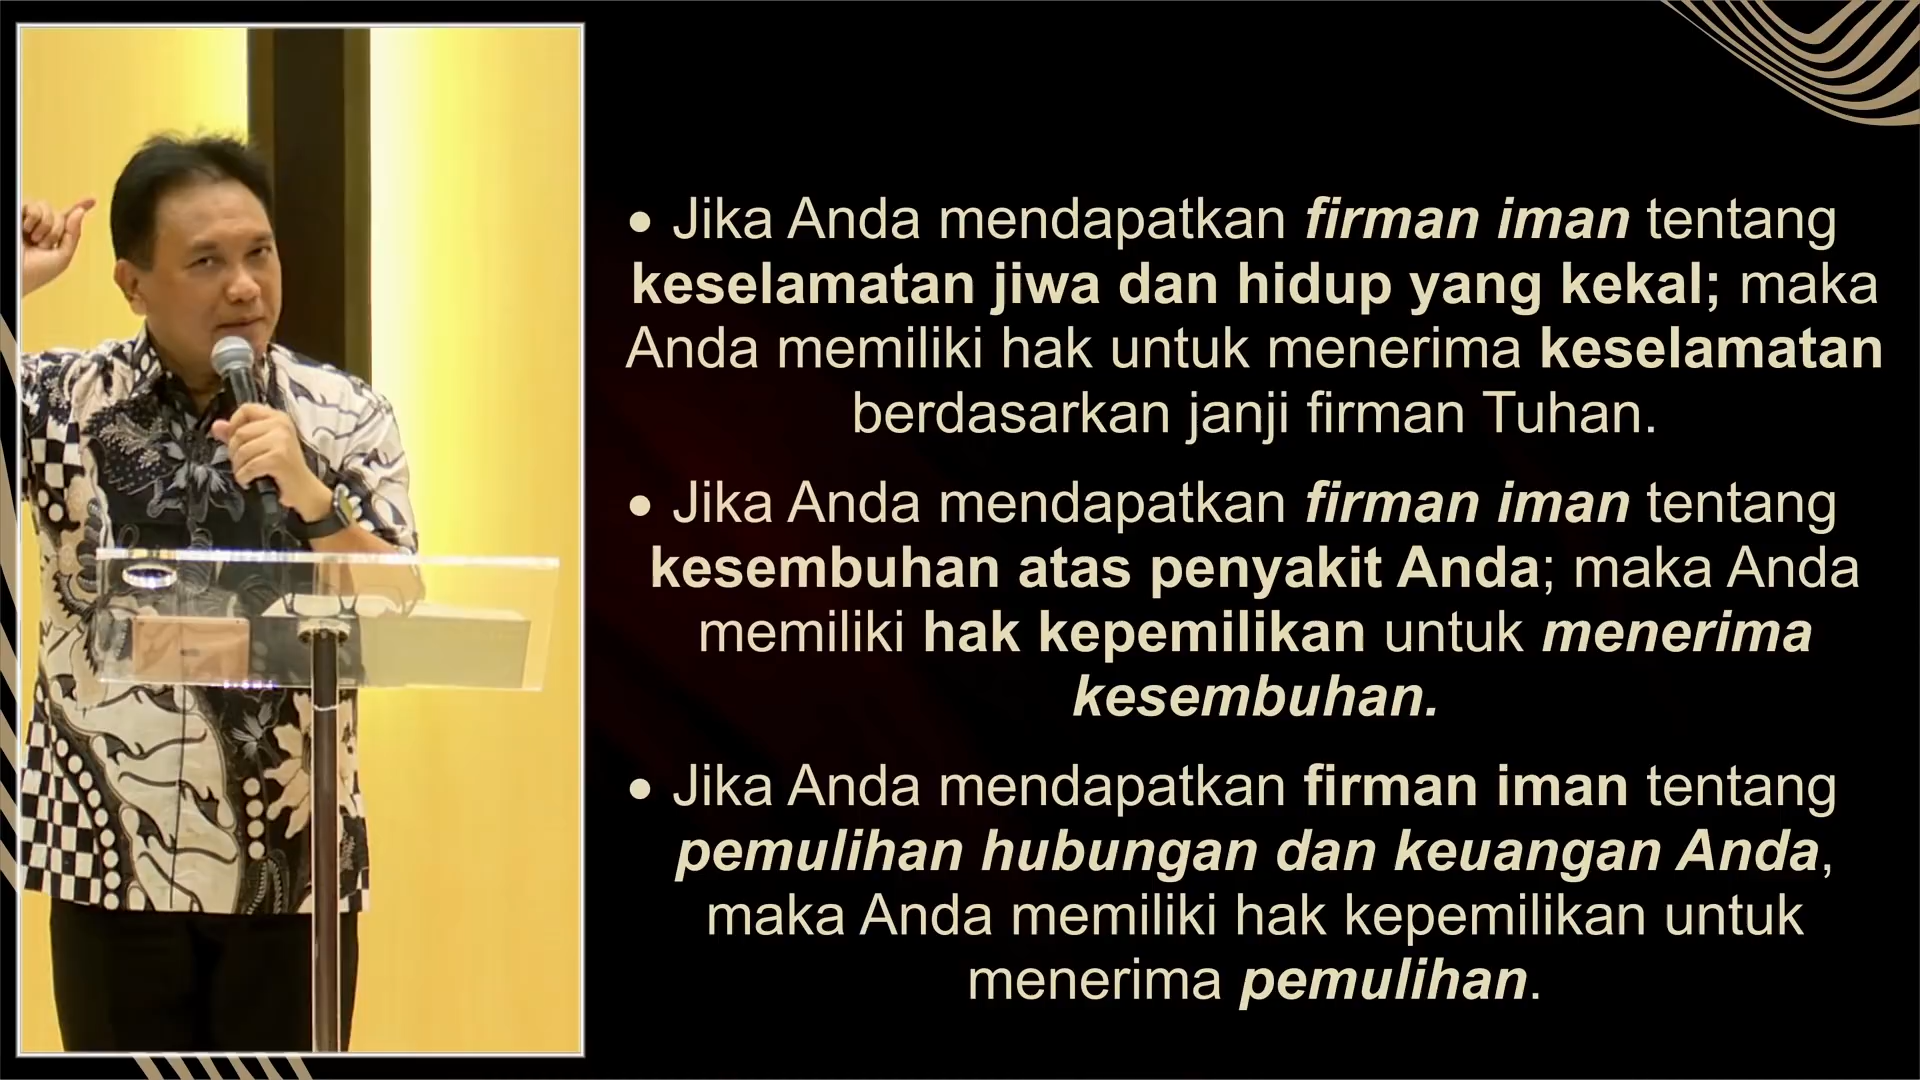 • Jika Anda mendapatkan firman iman tentang
keselamatan jiwa dan hidup yang kekal; maka
Anda memiliki hak untuk menerima keselamatan
berdasarkan janji firman Tuhan.
• Jika Anda mendapatkan firman iman tentang
kesembuhan atas penyakit Anda; maka Anda
memiliki hak kepemilikan untuk menerima
kesembuhan.
• Jika Anda mendapatkan firman iman tentang
pemulihan hubungan dan keuangan Anda,
maka Anda memiliki hak kepemilikan untuk
menerima pemulihan.